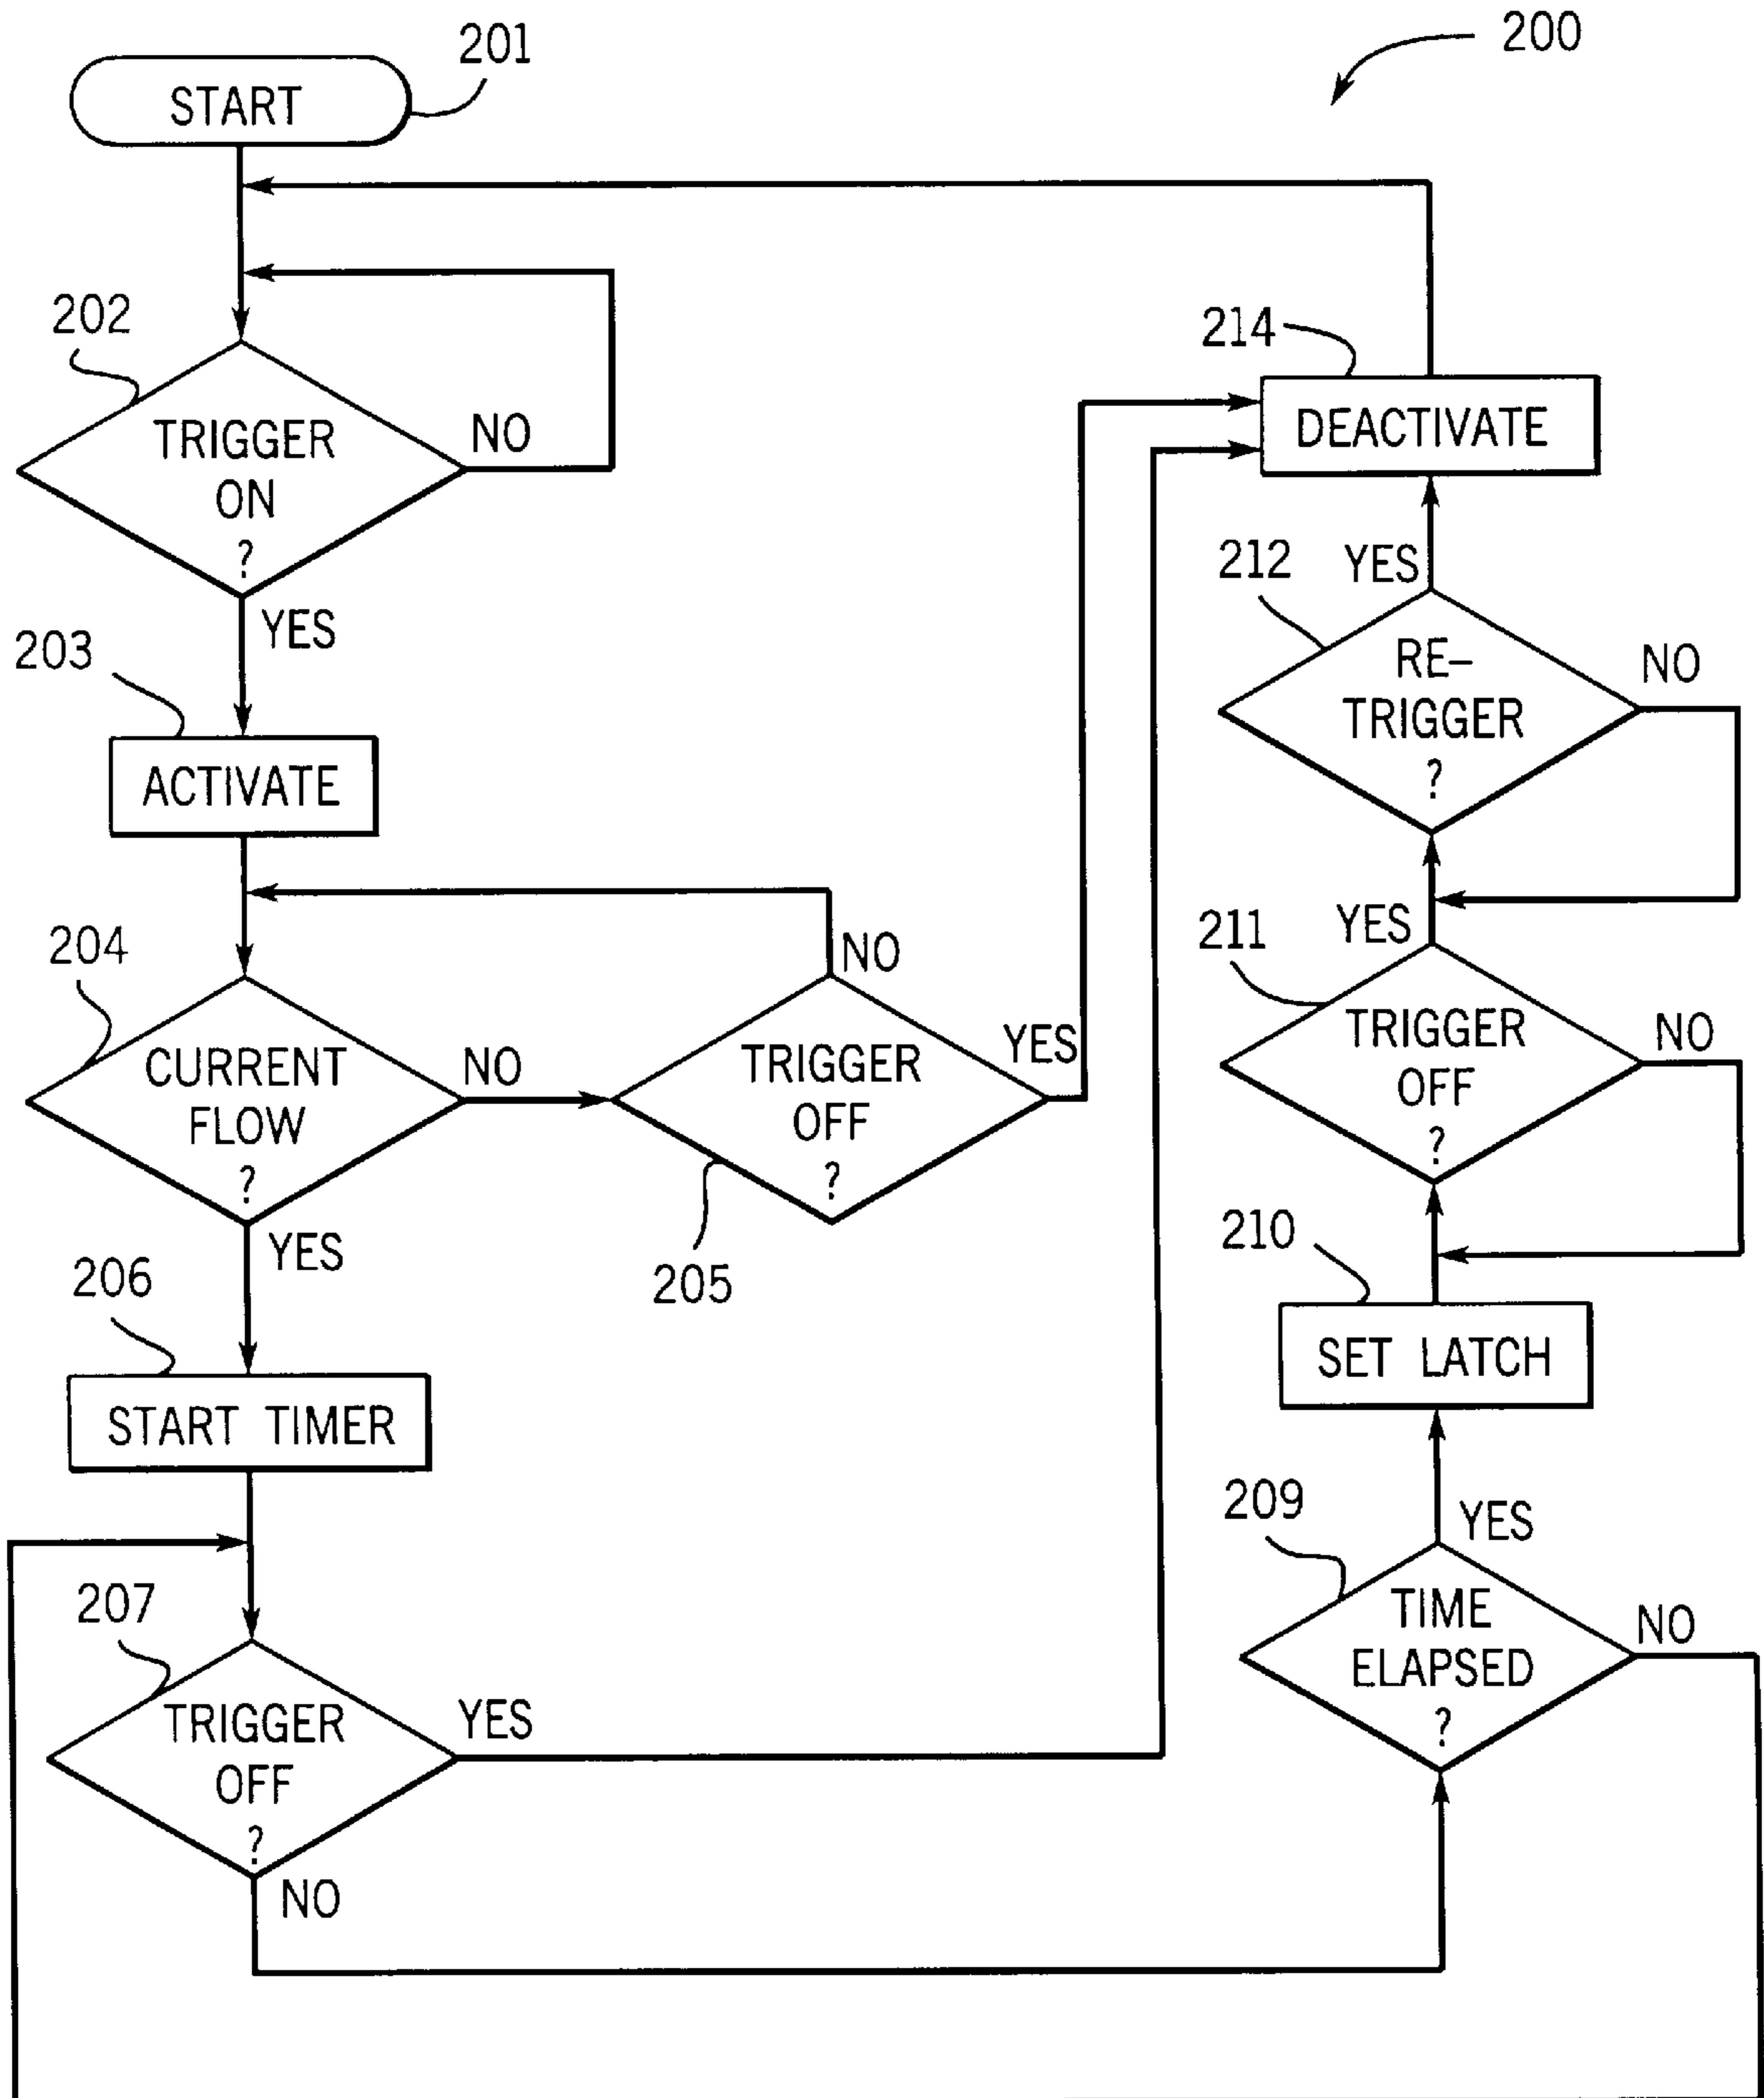 200
201
START
202
TRIGGER
ON
?
NO
YES
203
ACTIVATE
204
CURRENT
FLOW
?
NO
YES
205
TRIGGER
OFF
?
NO
YES
206
START TIMER
207
TRIGGER
OFF
?
YES
NO
214
DEACTIVATE
212
YES
RE-
TRIGGER
?
NO
211
YES
TRIGGER
OFF
?
NO
210
SET LATCH
209
YES
TIME
ELAPSED
?
NO